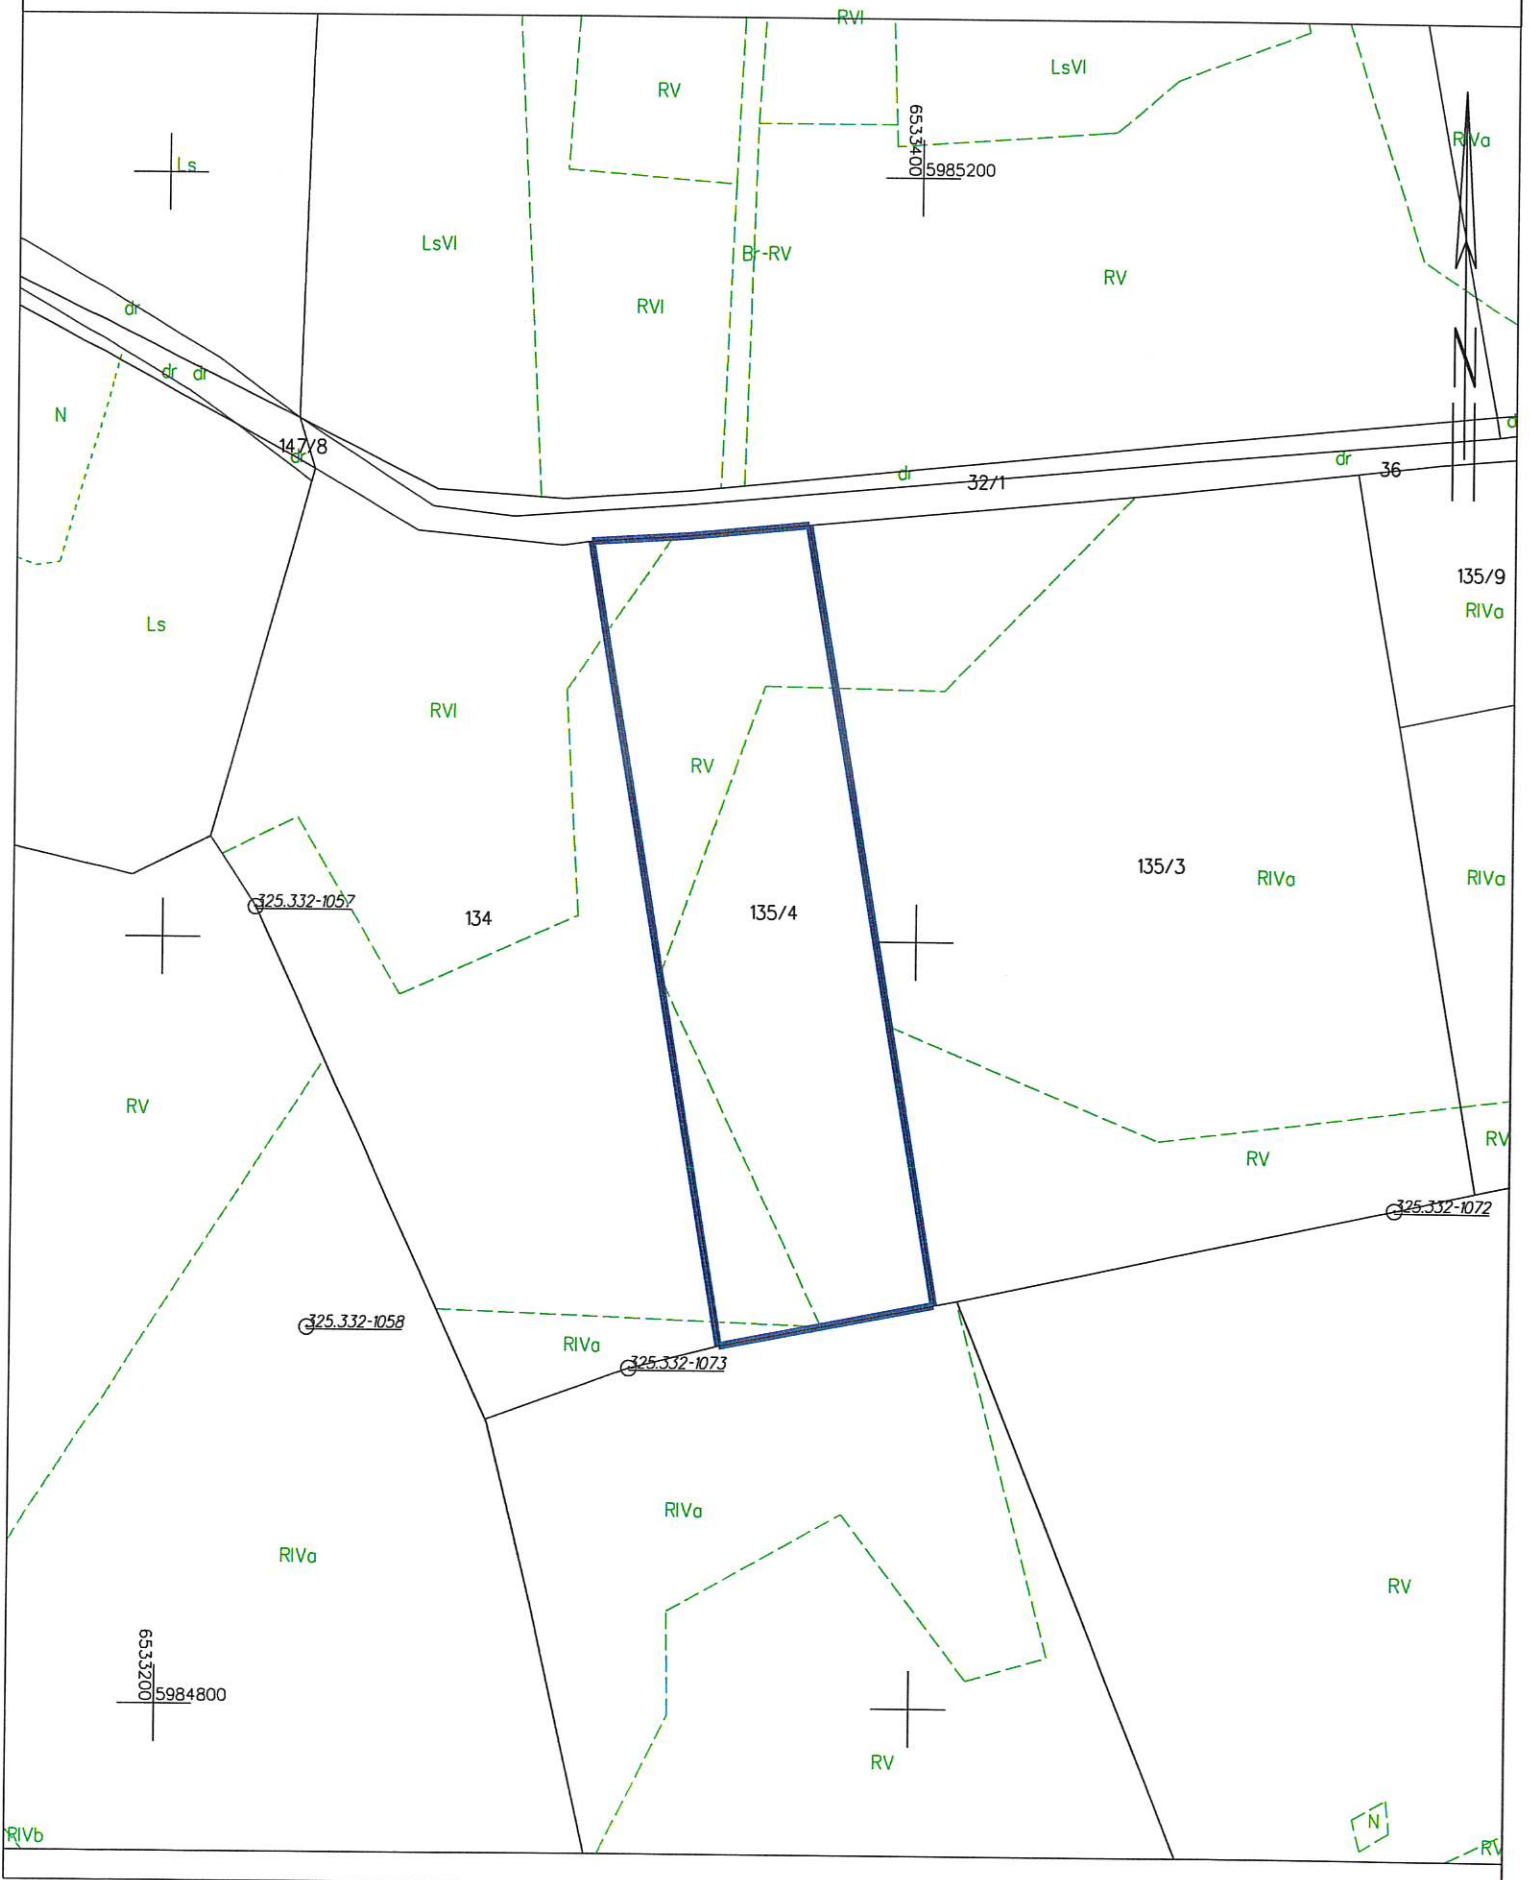 RVI
LsVI
RV
6533400
5985200
RIVa
Ls
LsVI
Br-RV
RV
RVI
dr
dr
dr
N
N
147/8
dr
dr
32/1
dr
36
135/9
RIVa
Ls
RVI
RV
135/3
RIVa
RIVa
325.332-1057
134
135/4
RV
RV
RV
325.332-1072
325.332-1058
RIVa
325.332-1073
RIVa
RIVa
RV
6533200
5984800
RV
N
RIVb
RV